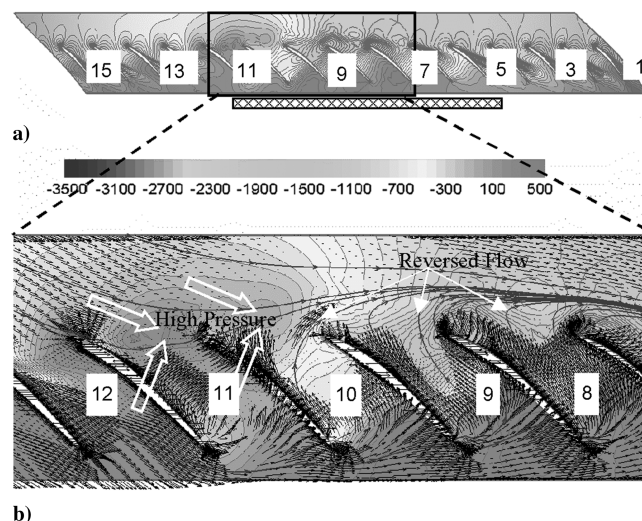 15 13 11 9 7 5 3 1
a)
-3500 -3100 -2700 -2300 -1900 -1500 -1100 -700 -300 100 500
Reversed Flow
High Pressure
12 11 10 9 8
b)